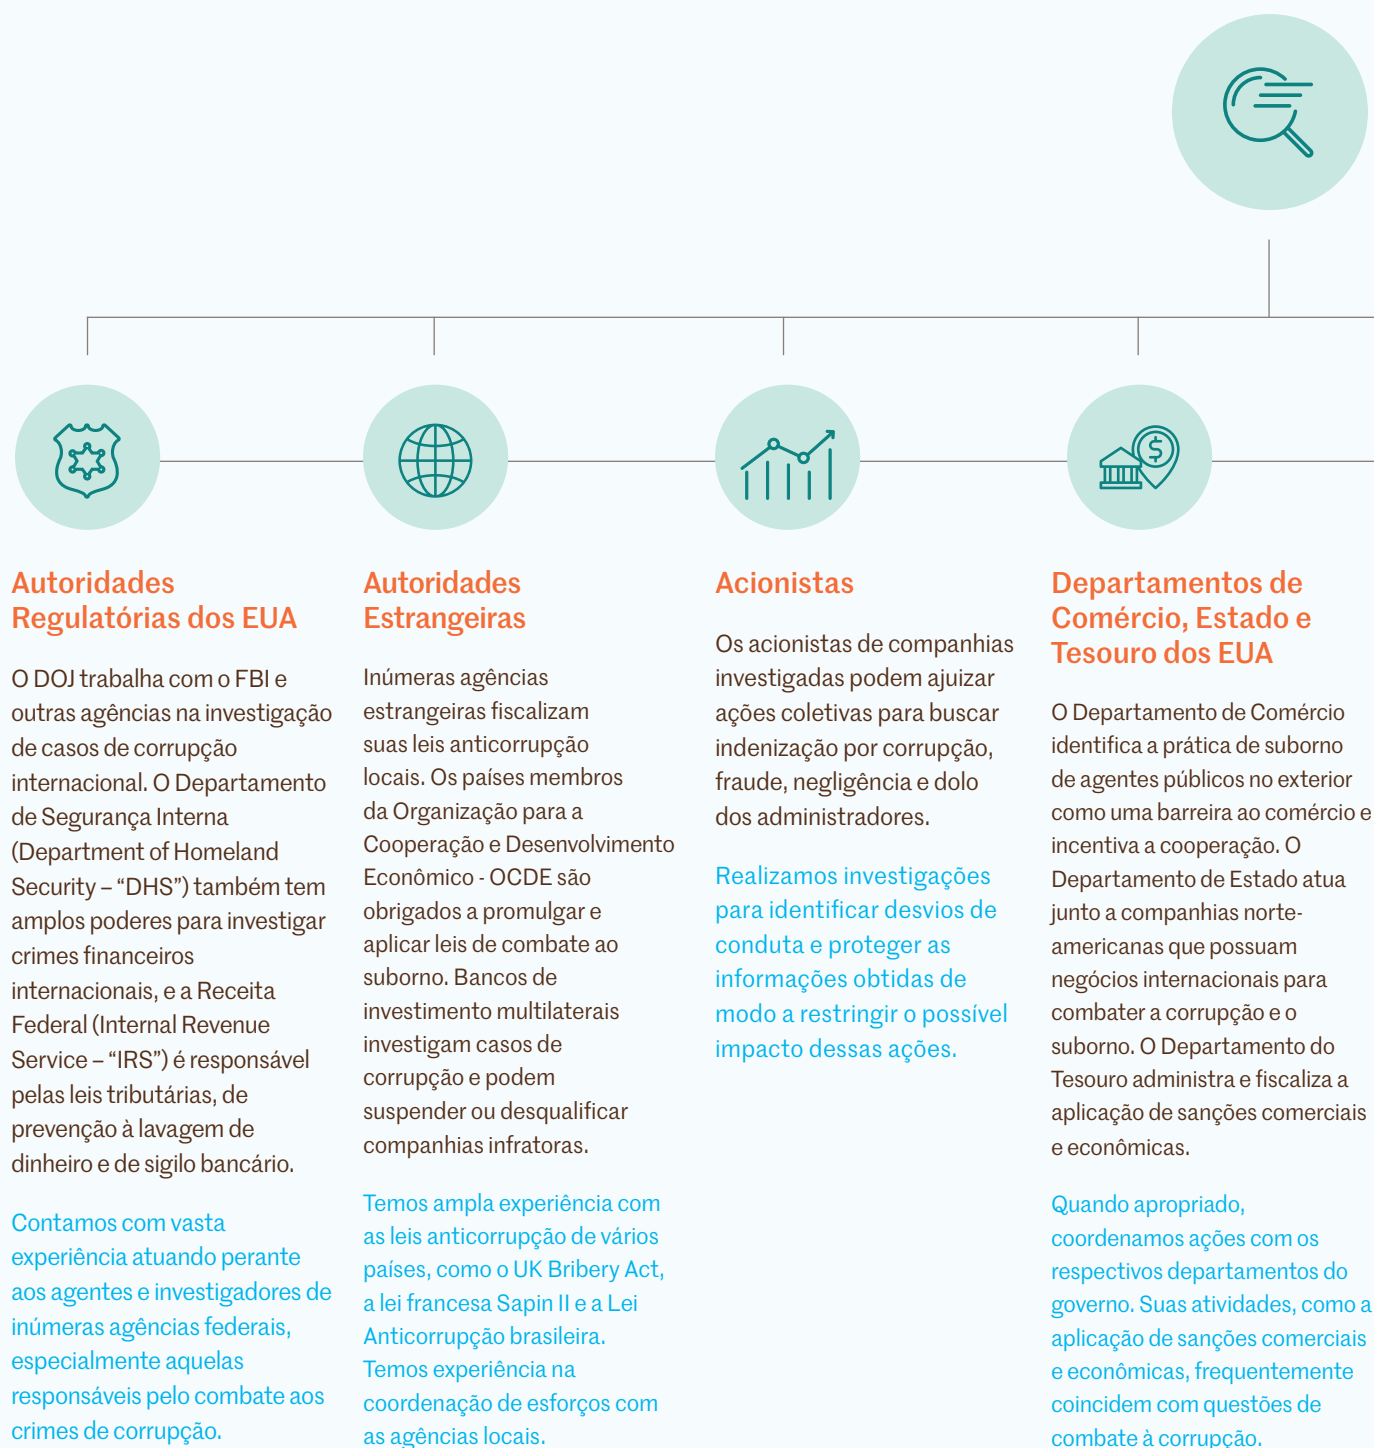 Autoridades
Regulatórias dos EUA
O DOJ trabalha com o FBI e
outras agências na investigação
de casos de corrupção
internacional. O Departamento
de Segurança Interna
(Department of Homeland
Security – “DHS”) também tem
amplos poderes para investigar
crimes financeiros
internacionais, e a Receita
Federal (Internal Revenue
Service – “IRS”) é responsável
pelas leis tributárias, de
prevenção à lavagem de
dinheiro e de sigilo bancário.
Contamos com vasta
experiência atuando perante
aos agentes e investigadores de
inúmeras agências federais,
especialmente aquelas
responsáveis pelo combate aos
crimes de corrupção.
Autoridades
Estrangeiras
Inúmeras agências
estrangeiras fiscalizam
suas leis anticorrupção
locais. Os países membros
da Organização para a
Cooperação e Desenvolvimento
Econômico - OCDE são
obrigados a promulgar e
aplicar leis de combate ao
suborno. Bancos de
investimento multilaterais
investigam casos de
corrupção e podem
suspender ou desqualificar
companhias infratoras.
Temos ampla experiência com
as leis anticorrupção de vários
países, como o UK Bribery Act,
a lei francesa Sapin II e a Lei
Anticorrupção brasileira.
Temos experiência na
coordenação de esforços com
as agências locais.
Acionistas
Os acionistas de companhias
investigadas podem ajuizar
ações coletivas para buscar
indenização por corrupção,
fraude, negligência e dolo
dos administradores.
Realizamos investigações
para identificar desvios de
conduta e proteger as
informações obtidas de
modo a restringir o possível
impacto dessas ações.
Departamentos de
Comércio, Estado e
Tesouro dos EUA
O Departamento de Comércio
identifica a prática de suborno
de agentes públicos no exterior
como uma barreira ao comércio e
incentiva a cooperação. O
Departamento de Estado atua
junto a companhias norte-
americanas que possuam
negócios internacionais para
combater a corrupção e o
suborno. O Departamento do
Tesouro administra e fiscaliza a
aplicação de sanções comerciais
e econômicas.
Quando apropriado,
coordenamos ações com os
respectivos departamentos do
governo. Suas atividades, como a
aplicação de sanções comerciais
e econômicas, frequentemente
coincidem com questões de
combate à corrupção.